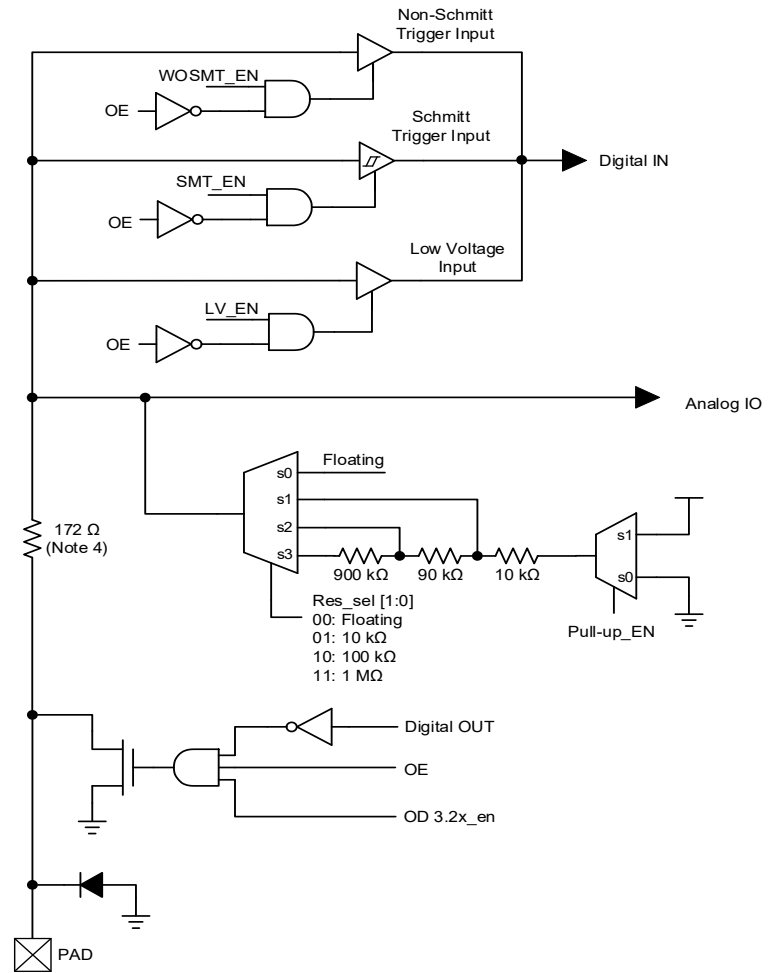 Non-Schmitt
Trigger Input
WOSMT_EN
OE
Schmitt
Trigger Input
Digital IN
SMT_EN
OE
Low Voltage
Input
LV_EN
OE
Analog IO
Floating
s0
s1
s2
s3
172 Ω
(Note 4)
900 kΩ
90 kΩ
10 kΩ
s1
s0
Res_sel [1:0]
00: Floating
01: 10 kΩ
10: 100 kΩ
11: 1 MΩ
Pull-up_EN
Digital OUT
OE
OD 3.2x_en
PAD